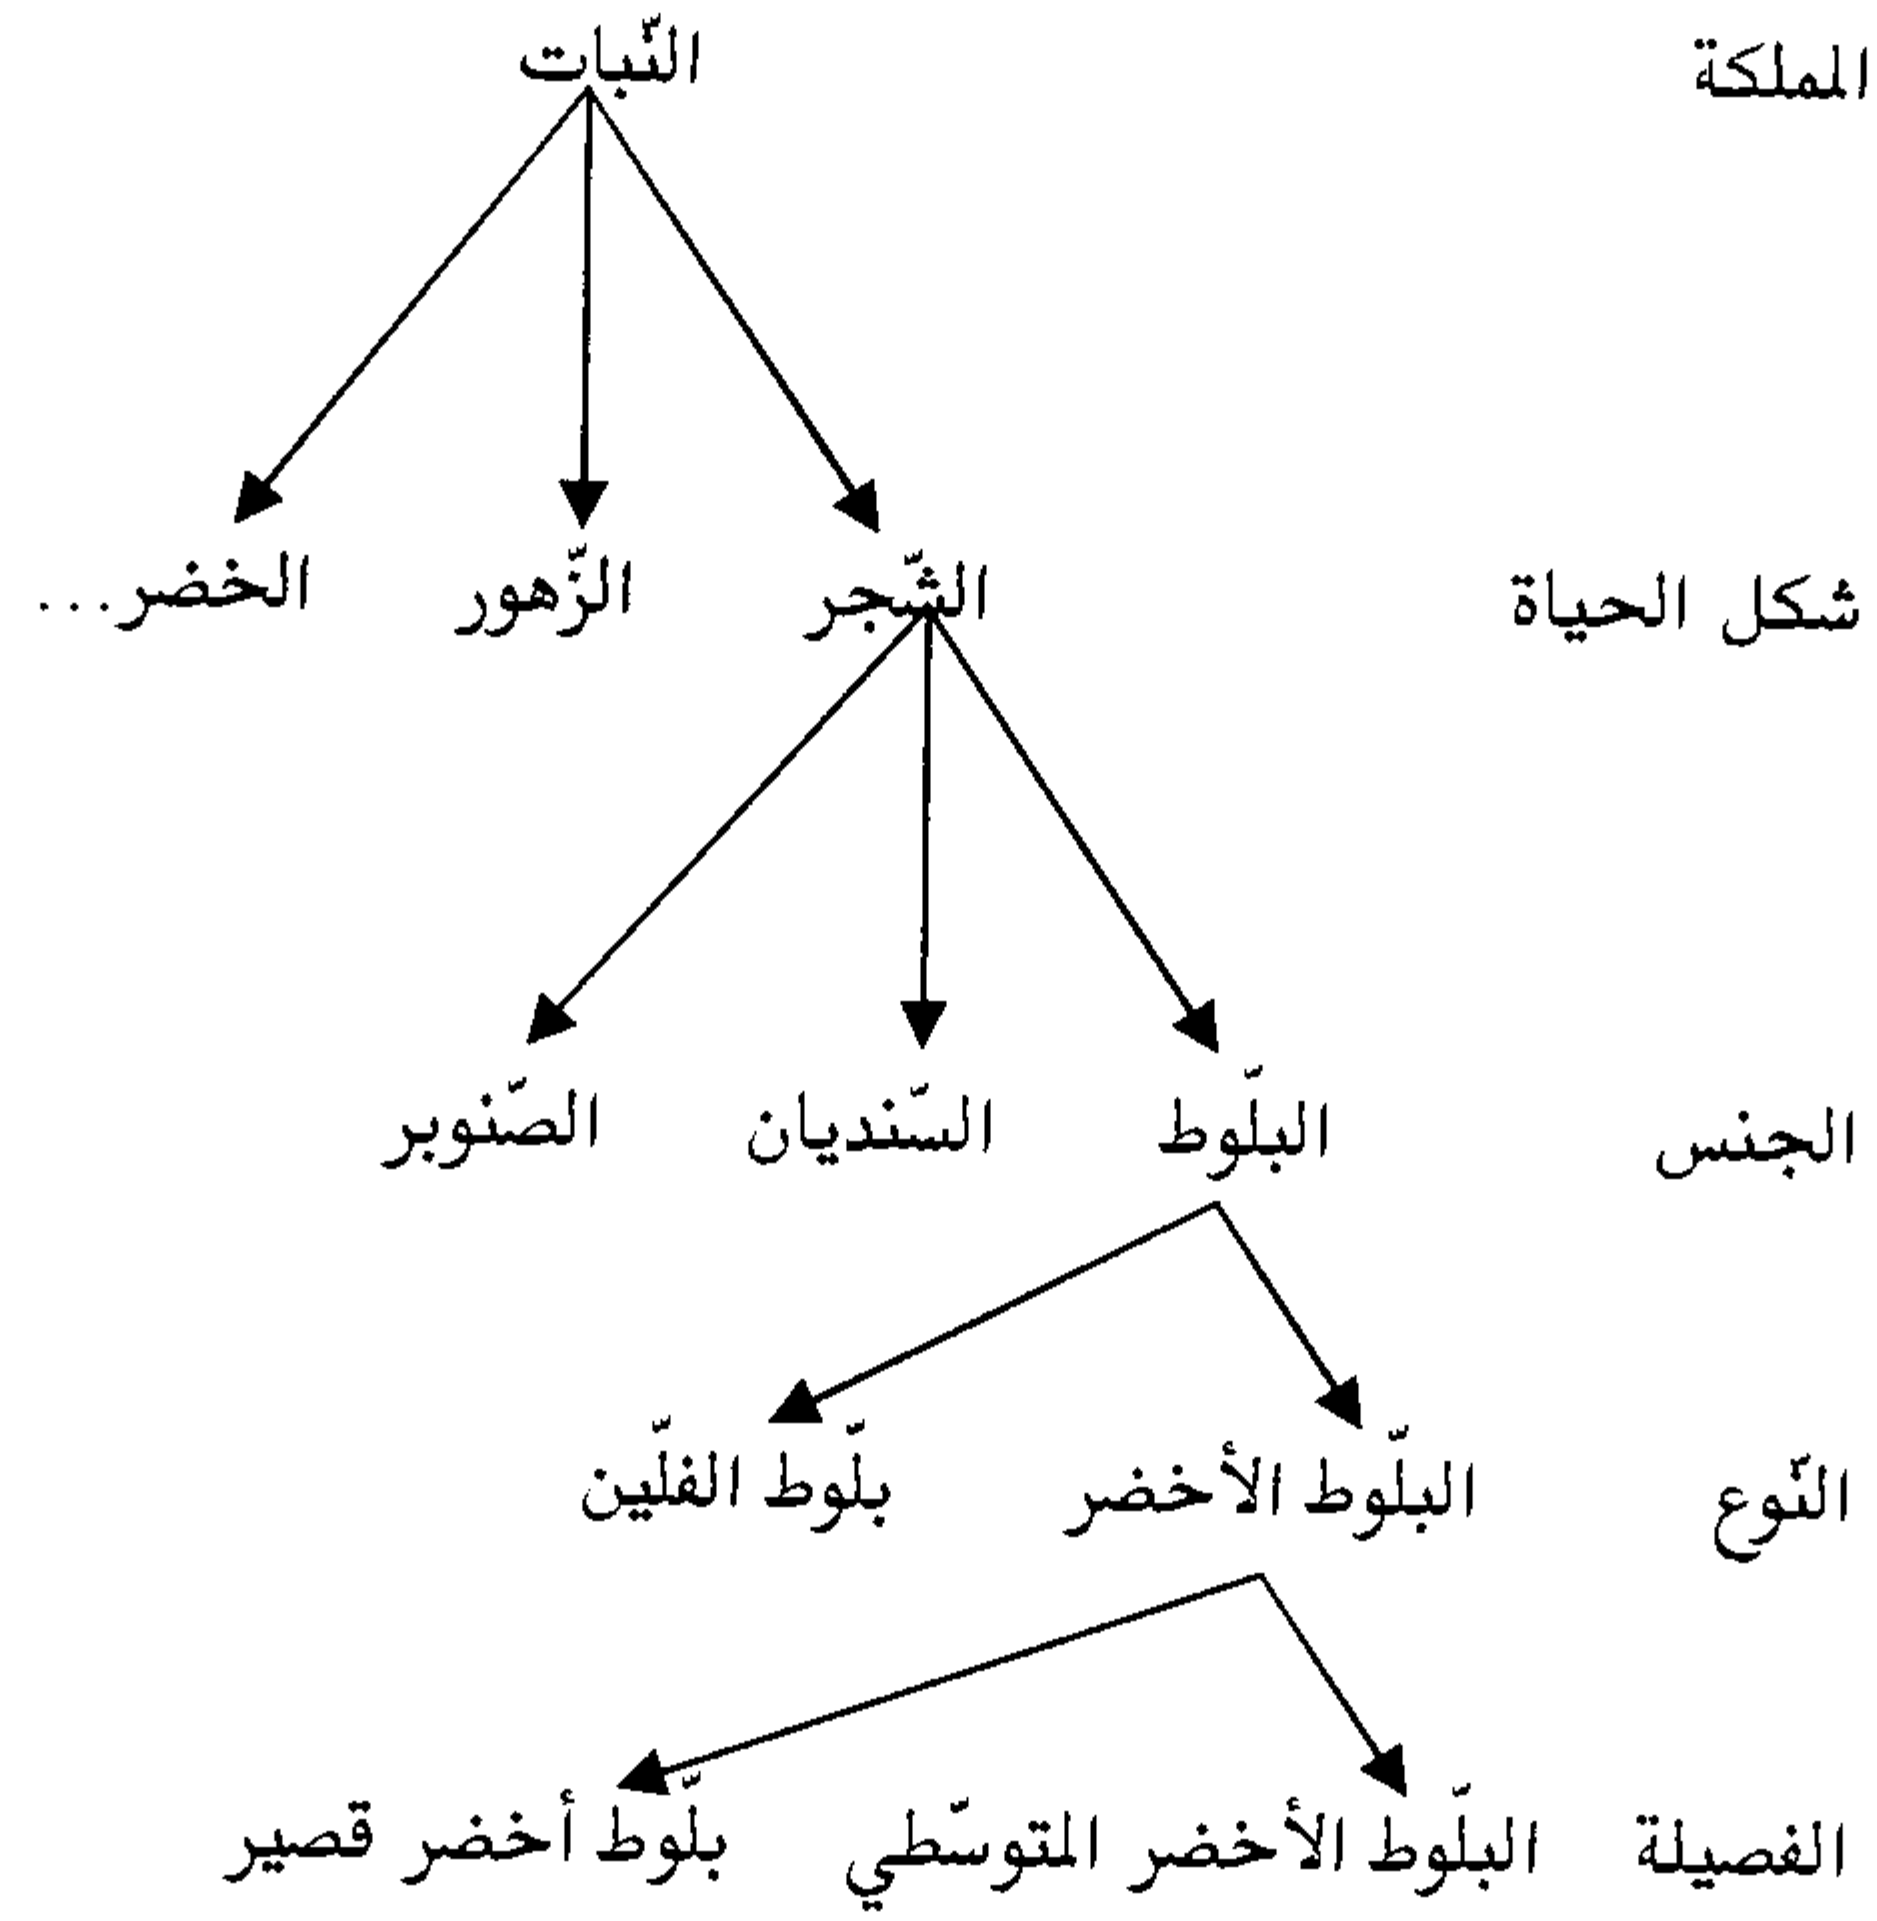 المملكة النّبات
شكل الحياة الشّجر الزّهور الخضر...
الجنس البلّوط السّنديان الصّنوبر
النّوع البلّوط الأخضر بلّوط الفلّين
الفصيلة البلّوط الأخضر المتوسّطي بلّوط أخضر قصير